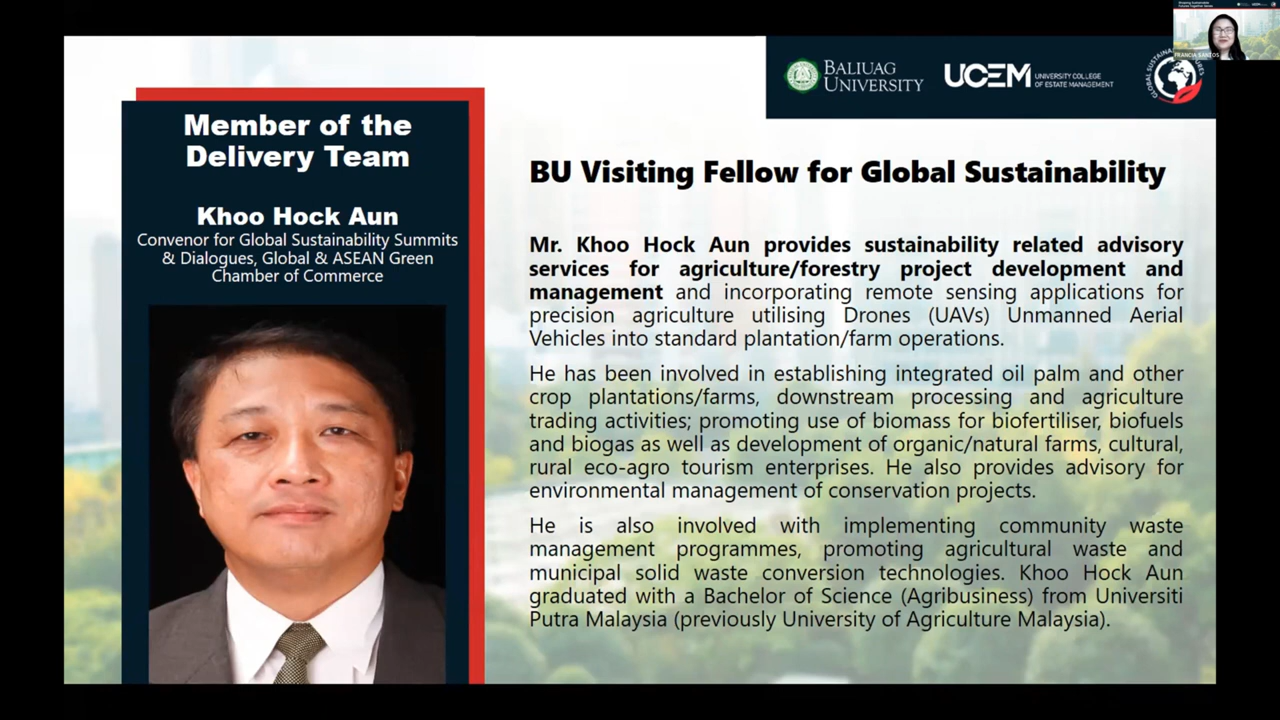 Member of the
Delivery Team
Khoo Hock Aun
Convenor for Global Sustainability Summits
& Dialogues, Global & ASEAN Green
Chamber of Commerce
BALIUAG
UNIVERSITY
UCEM
UNIVERSITY COLLEGE
OF ESTATE MANAGEMENT
BU Visiting Fellow for Global Sustainability
Mr. Khoo Hock Aun provides sustainability related advisory
services for agriculture/forestry project development and
management and incorporating remote sensing applications for
precision agriculture utilising Drones (UAVs) Unmanned Aerial
Vehicles into standard plantation/farm operations.
He has been involved in establishing integrated oil palm and other
crop plantations/farms, downstream processing and agriculture
trading activities; promoting use of biomass for biofertiliser, biofuels
and biogas as well as development of organic/natural farms, cultural,
rural eco-agro tourism enterprises. He also provides advisory for
environmental management of conservation projects.
He is also involved with implementing community waste
management programmes, promoting agricultural waste and
municipal solid waste conversion technologies. Khoo Hock Aun
graduated with a Bachelor of Science (Agribusiness) from Universiti
Putra Malaysia (previously University of Agriculture Malaysia).
FRANCIA SANTOS